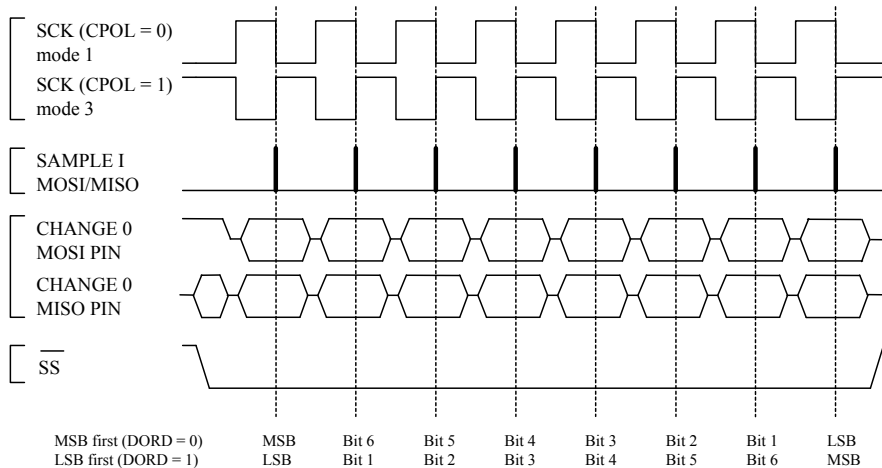 SCK (CPOL = 0)
mode 1
SCK (CPOL = 1)
mode 3
SAMPLE I
MOSI/MISO
CHANGE 0
MOSI PIN
CHANGE 0
MISO PIN
SS
MSB first (DORD = 0) MSB Bit 6 Bit 5 Bit 4 Bit 3 Bit 2 Bit 1 LSB
LSB first (DORD = 1) LSB Bit 1 Bit 2 Bit 3 Bit 4 Bit 5 Bit 6 MSB